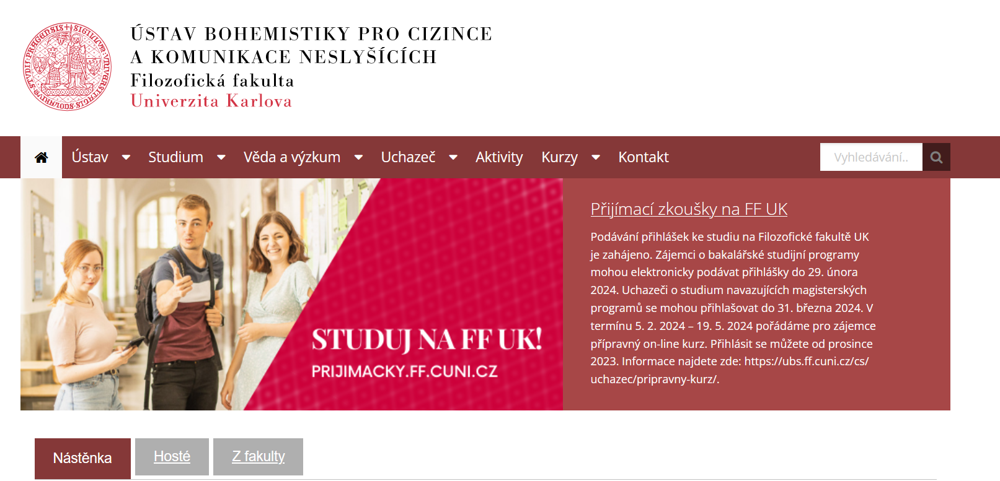 ÚSTAV BOHEMISTIKY PRO CIZINCE
A KOMUNIKACE NESLYŠÍCÍCH
Filozofická fakulta
Univerzita Karlova
Ústav Studium Věda a výzkum Uchazeč Aktivity Kurzy Kontakt Vyhledávání..
STUDUJ NA FF UK!
PRIJIMACKY.FF.CUNI.CZ
Přijímací zkoušky na FF UK
Podávání přihlášek ke studiu na Filozofické fakultě UK
je zahájeno. Zájemci o bakalářské studijní programy
mohou elektronicky podávat přihlášky do 29. února
2024. Uchazeči o studium navazujících magisterských
programů se mohou přihlašovat do 31. března 2024. V
termínu 5. 2. 2024 – 19. 5. 2024 pořádáme pro zájemce
přípravný on-line kurz. Přihlásit se můžete od prosince
2023. Informace najdete zde: https://ubs.ff.cuni.cz/cs/
uchazec/pripravny-kurz/.
Nástěnka Hosté Z fakulty